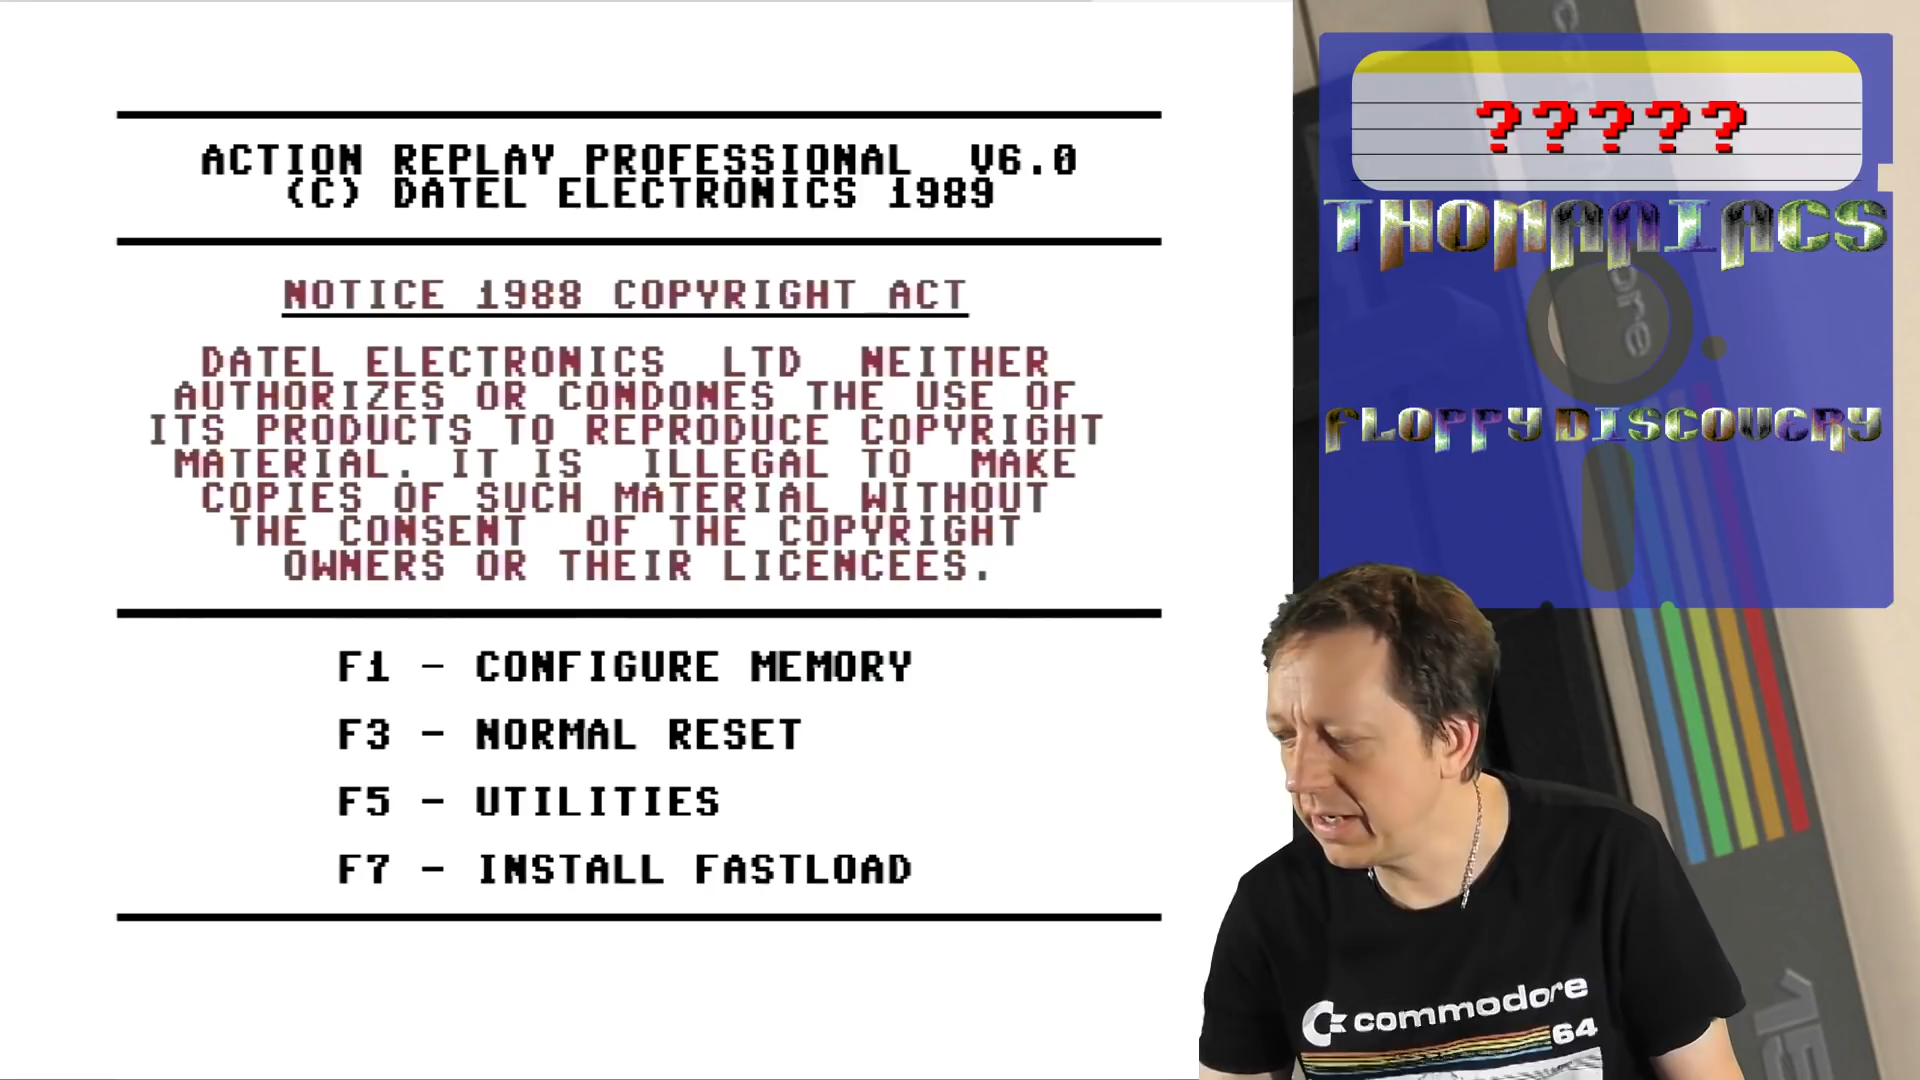 ACTION REPLAY PROFESSIONAL V6.0
(C) DATEL ELECTRONICS 1989
NOTICE 1988 COPYRIGHT ACT
DATEL ELECTRONICS LTD NEITHER
AUTHORIZES OR CONDONES THE USE OF
ITS PRODUCTS TO REPRODUCE COPYRIGHT
MATERIAL. IT IS ILLEGAL TO MAKE
COPIES OF SUCH MATERIAL WITHOUT
THE CONSENT OF THE COPYRIGHT
OWNERS OR THEIR LICENCEES.
F1 - CONFIGURE MEMORY
F3 - NORMAL RESET
F5 - UTILITIES
F7 - INSTALL FASTLOAD
?????
THOMANIACS
FLOPPY DISCOVERY
commodore
64